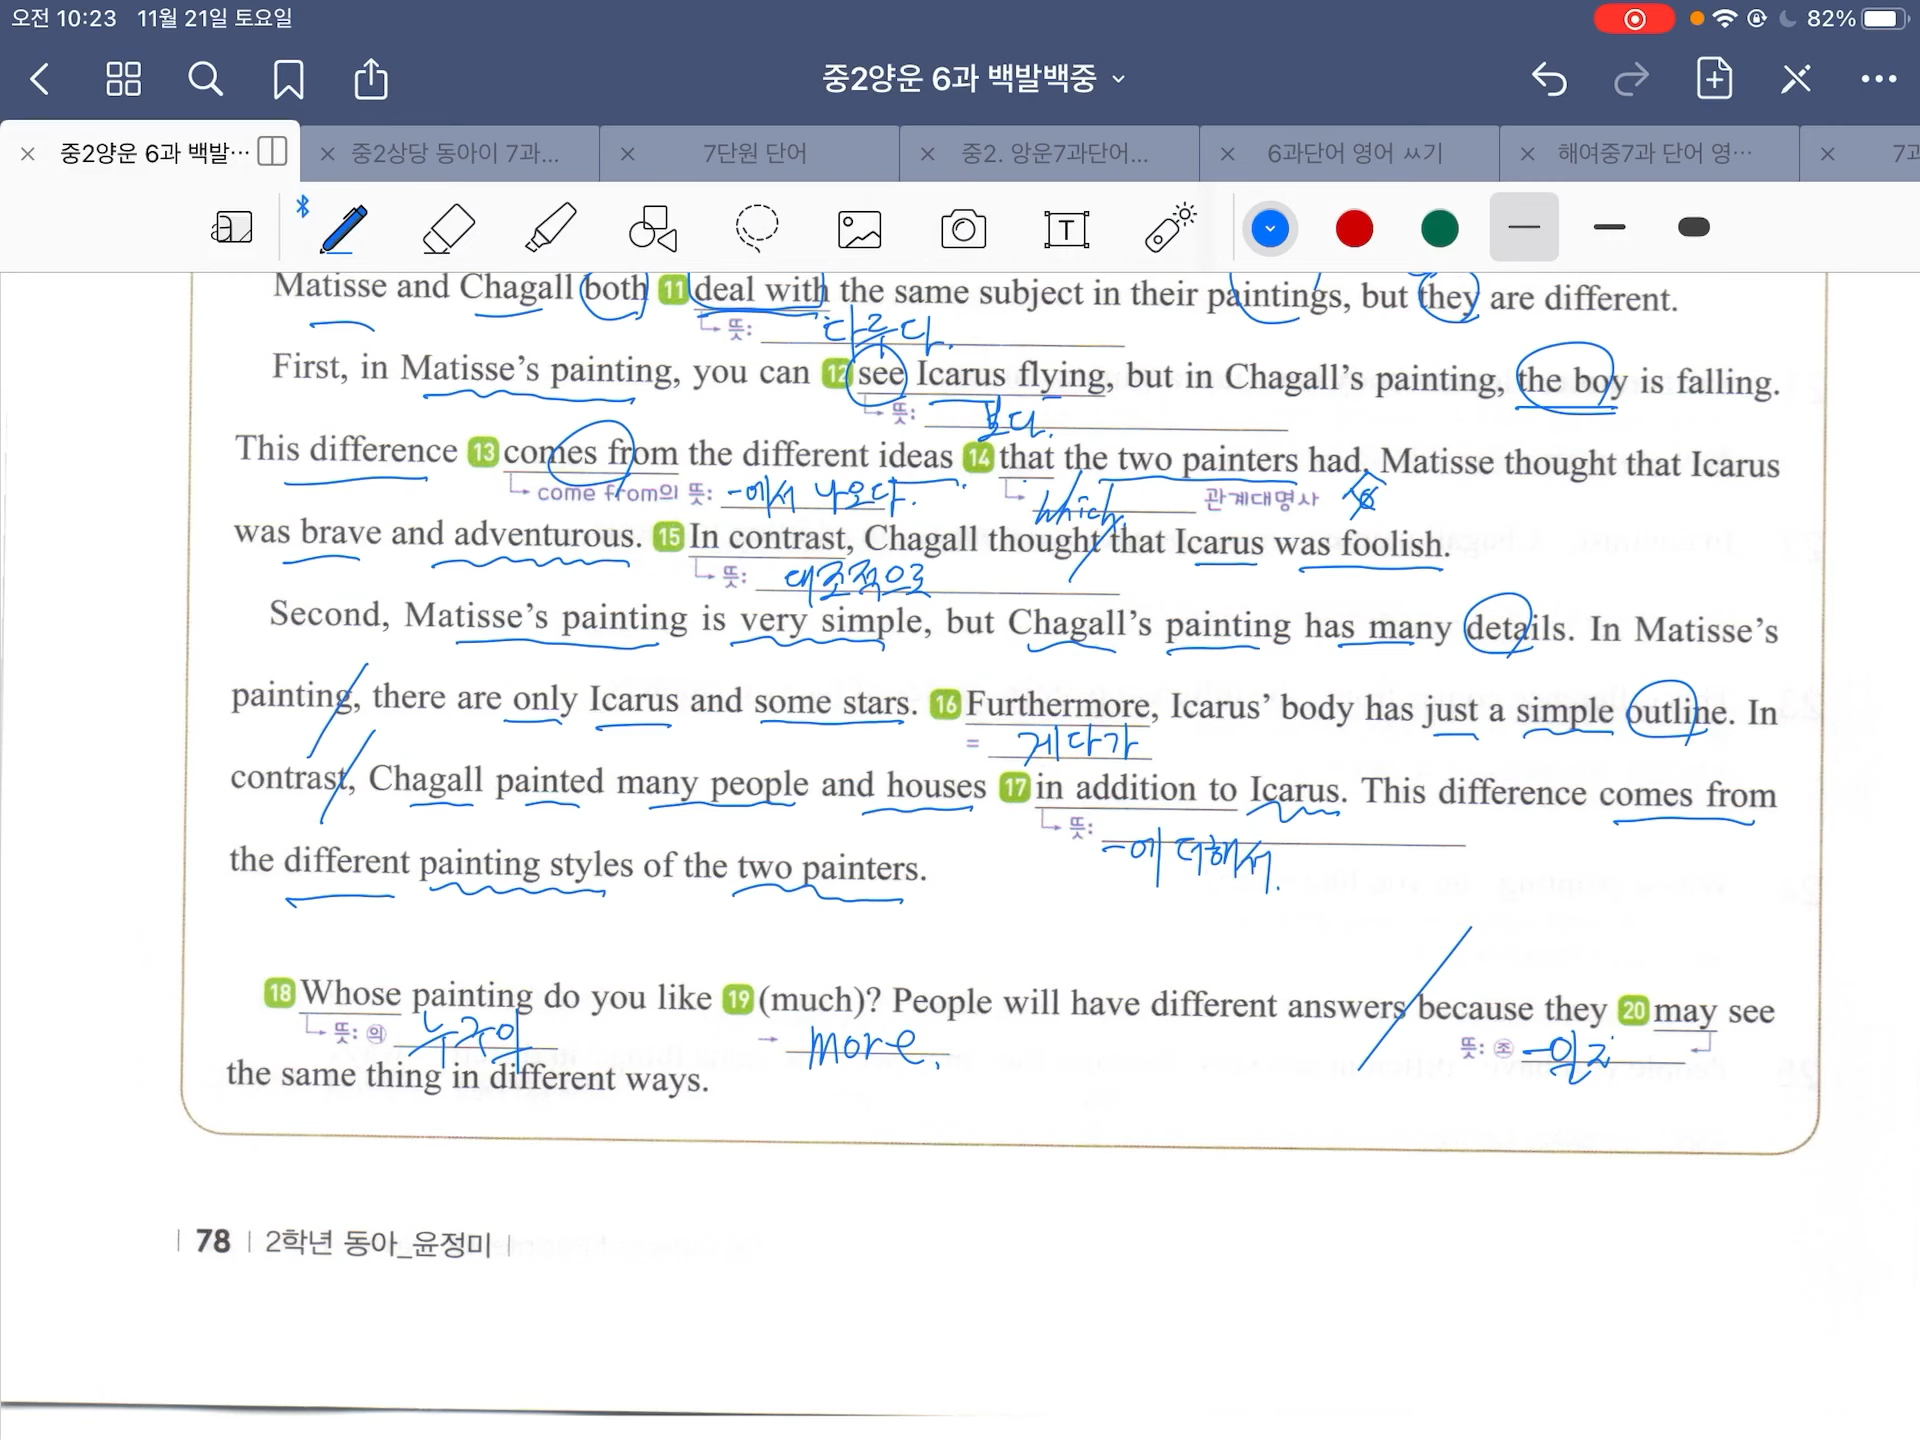 오전 10:23 11월 21일 토요일 82%
중2양운 6과 백발백중
중2양운 6과 백발… 중2상당 동아이 7과... 7단원 단어 중2. 앙운7과단어... 6과단어 영어 ㅆ기 해여중7과 단어 영… 7과
Matisse and Chagall both 11 deal with the same subject in their paintings, but they are different.
뜻: 다루다.
First, in Matisse's painting, you can 12 see Icarus flying, but in Chagall's painting, the boy is falling.
뜻: 보다.
This difference 13 comes from the different ideas 14 that the two painters had. Matisse thought that Icarus
come from의 뜻: -에서 나오다. which 관계대명사
was brave and adventurous. 15 In contrast, Chagall thought that Icarus was foolish.
뜻: 대조적으로
Second, Matisse's painting is very simple, but Chagall's painting has many details. In Matisse's
painting, there are only Icarus and some stars. 16 Furthermore, Icarus' body has just a simple outline. In
= 게다가
contrast, Chagall painted many people and houses 17 in addition to Icarus. This difference comes from
뜻: -에 더해서.
the different painting styles of the two painters.
18 Whose painting do you like 19 (much)? People will have different answers because they 20 may see
뜻: 의 누구의 → more. 뜻: 조 -일지
the same thing in different ways.
78 2학년 동아_윤정미